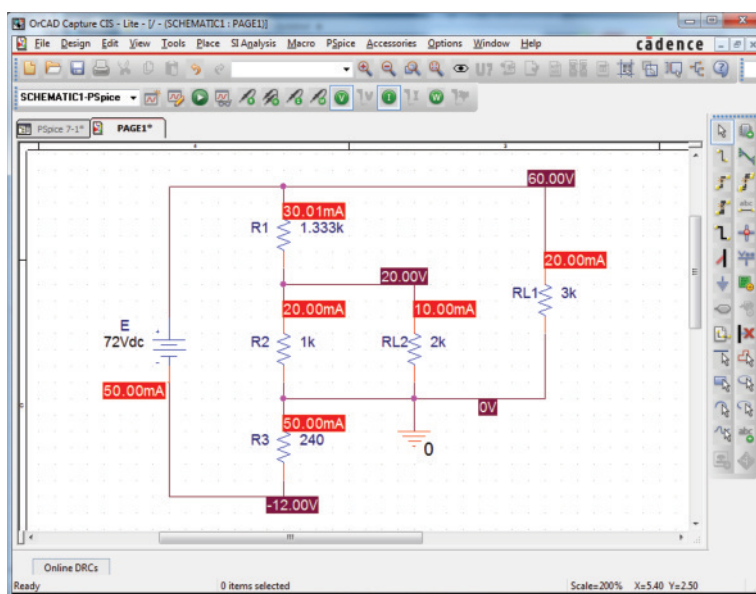 OrCAD Capture CIS - Lite - [/ - (SCHEMATIC1 : PAGE1)]
File Design Edit View Tools Place SI Analysis Macro PSpice Accessories Options Window Help cādence
U?
SCHEMATIC1-PSpice V I W
PSpice 7-1* PAGE1*
60.00V
30.01mA
R1 1.333k
20.00mA
20.00V
RL1 3k
20.00mA 10.00mA
E
72Vdc
R2 1k RL2 2k
50.00mA
0V
50.00mA
R3 240
0
-12.00V
abc
Online DRCs
Ready 0 items selected Scale=200% X=5.40 Y=2.50